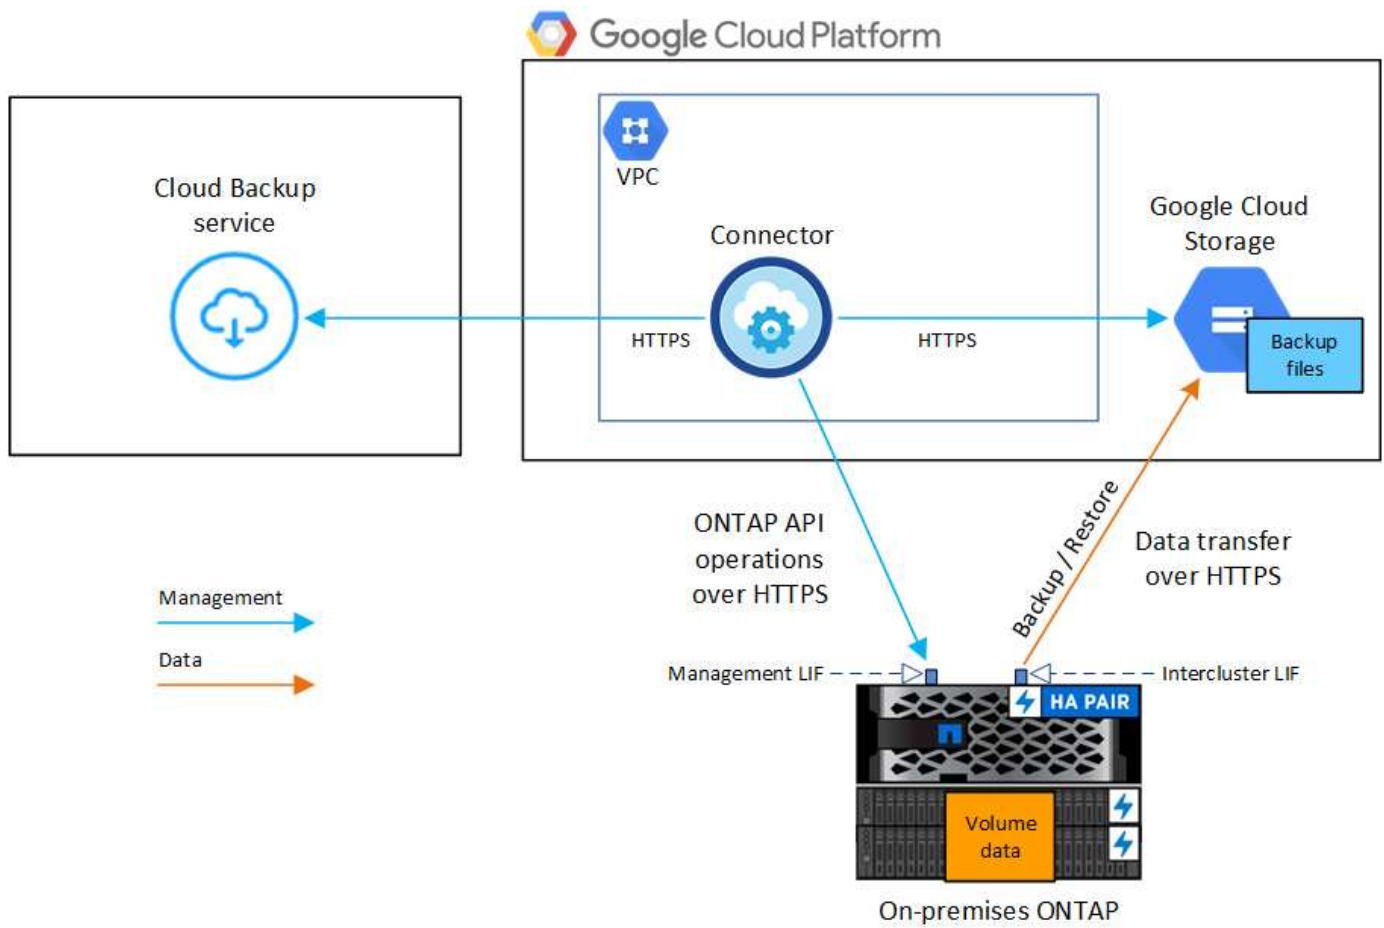 Google Cloud Platform
VPC
Cloud Backup
service
Connector
Google Cloud
Storage
HTTPS
HTTPS
Backup
files
ONTAP API
operations
over HTTPS
Backup / Restore
Data transfer
over HTTPS
Management
Data
Management LIF
Intercluster LIF
HA PAIR
Volume
data
On-premises ONTAP